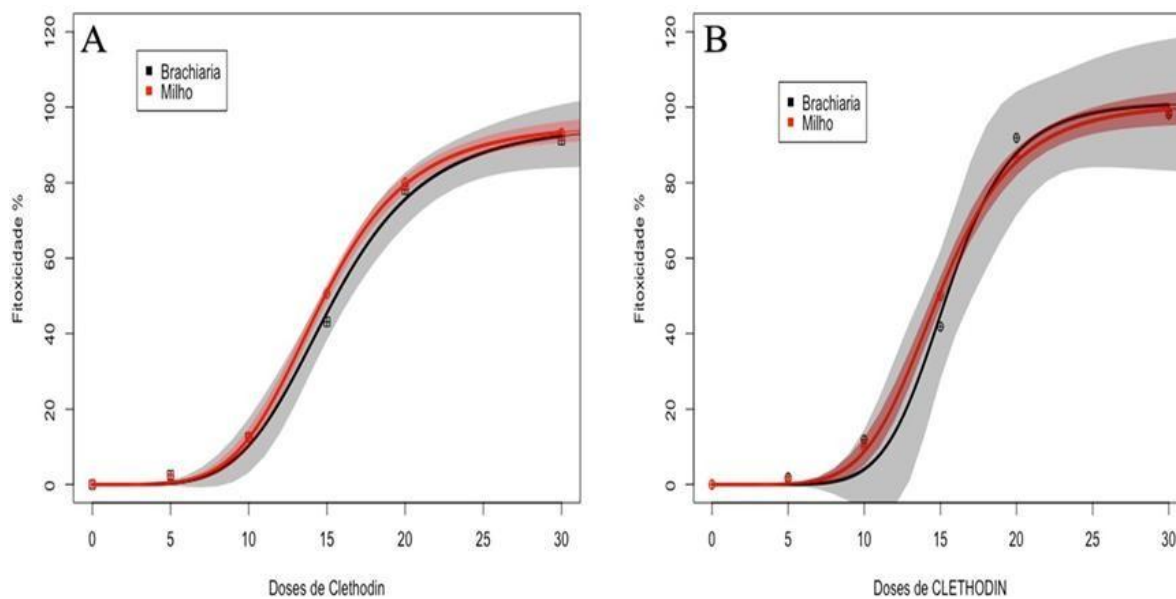 A
Brachiaria
Milho
Fitoxicidade %
120
100
80
60
40
20
0
0 5 10 15 20 25 30
Doses de Clethodin
B
Brachiaria
Milho
Fitoxicidade %
120
100
80
60
40
20
0
0 5 10 15 20 25 30
Doses de CLETHODIN